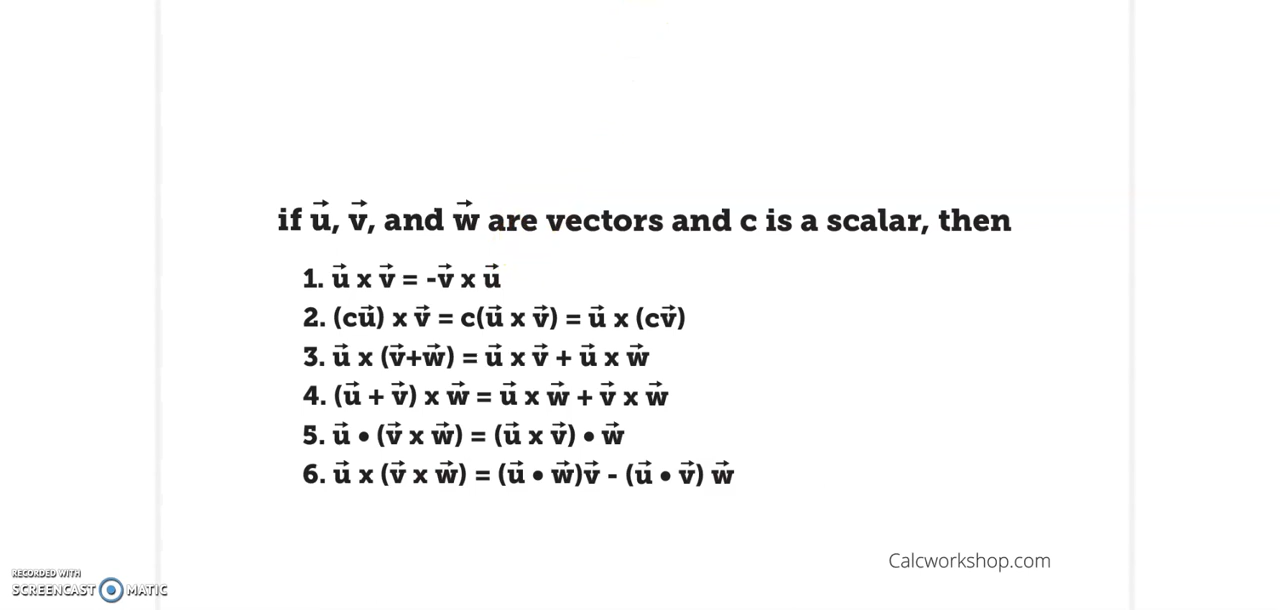 if u⃗, v⃗, and w⃗ are vectors and c is a scalar, then
1. u⃗ x v⃗ = -v⃗ x u⃗
2. (cu⃗) x v⃗ = c(u⃗ x v⃗) = u⃗ x (cv⃗)
3. u⃗ x (v⃗+w⃗) = u⃗ x v⃗ + u⃗ x w⃗
4. (u⃗ + v⃗) x w⃗ = u⃗ x w⃗ + v⃗ x w⃗
5. u⃗ • (v⃗ x w⃗) = (u⃗ x v⃗) • w⃗
6. u⃗ x (v⃗ x w⃗) = (u⃗ • w⃗)v⃗ - (u⃗ • v⃗) w⃗
Calcworkshop.com
RECORDED WITH
SCREENCAST MATIC